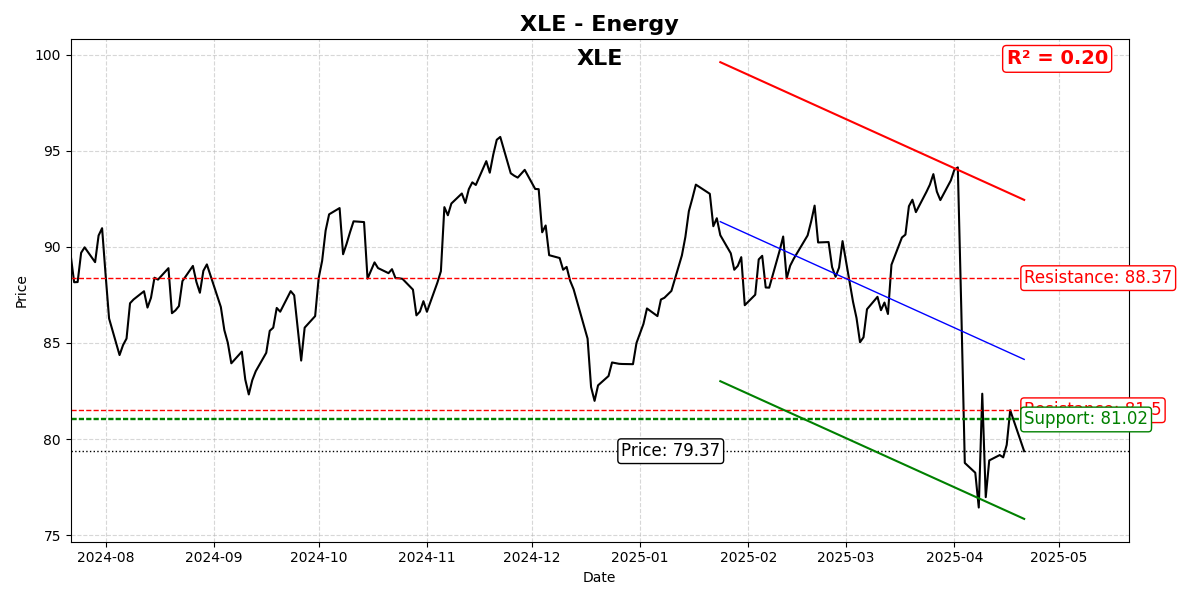 XLE - Energy
XLE
R² = 0.20
100
95
90
85
80
75
Price
Resistance: 88.37
Resistance: 81.5
Support: 81.02
Price: 79.37
2024-08
2024-09
2024-10
2024-11
2024-12
2025-01
2025-02
2025-03
2025-04
2025-05
Date